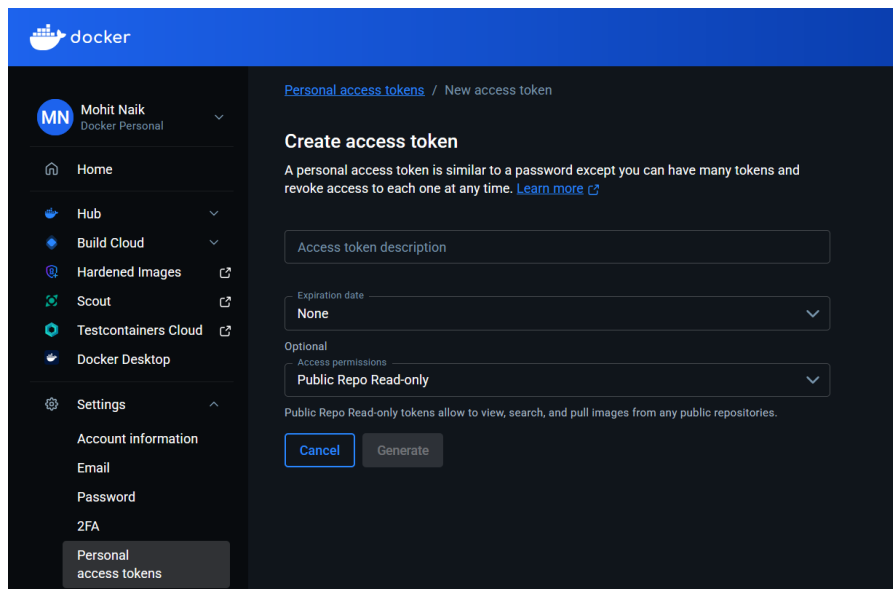 docker
MN
Mohit Naik
Docker Personal
Home
Hub
Build Cloud
Hardened Images
Scout
Testcontainers Cloud
Docker Desktop
Settings
Account information
Email
Password
2FA
Personal
access tokens
Personal access tokens / New access token
Create access token
A personal access token is similar to a password except you can have many tokens and
revoke access to each one at any time. Learn more
Access token description
Expiration date
None
Optional
Access permissions
Public Repo Read-only
Public Repo Read-only tokens allow to view, search, and pull images from any public repositories.
Cancel
Generate